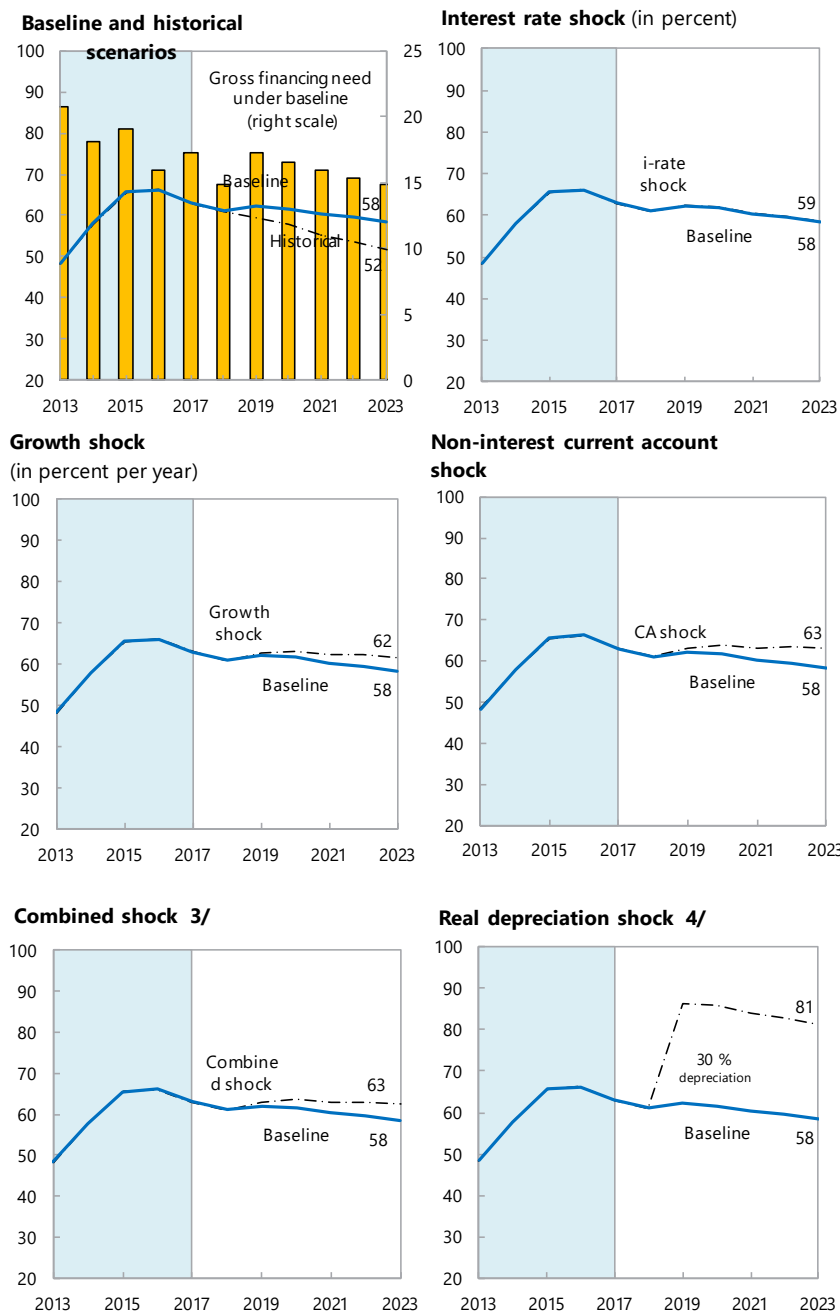 Baseline and historical
scenarios
100
90
80
70
60
50
40
30
20
25
20
15
10
5
0
Gross financing need
under baseline
(right scale)
Baseline
58
Historical
52
2013 2015 2017 2019 2021 2023
Interest rate shock (in percent)
100
90
80
70
60
50
40
30
20
i-rate
shock
59
Baseline
58
2013 2015 2017 2019 2021 2023
Growth shock
(in percent per year)
100
90
80
70
60
50
40
30
20
Growth
shock
62
Baseline
58
2013 2015 2017 2019 2021 2023
Non-interest current account
shock
100
90
80
70
60
50
40
30
20
CA shock
63
Baseline
58
2013 2015 2017 2019 2021 2023
Combined shock 3/
100
90
80
70
60
50
40
30
20
Combine
d shock
63
Baseline
58
2013 2015 2017 2019 2021 2023
Real depreciation shock 4/
100
90
80
70
60
50
40
30
20
81
30 %
depreciation
Baseline
58
2013 2015 2017 2019 2021 2023